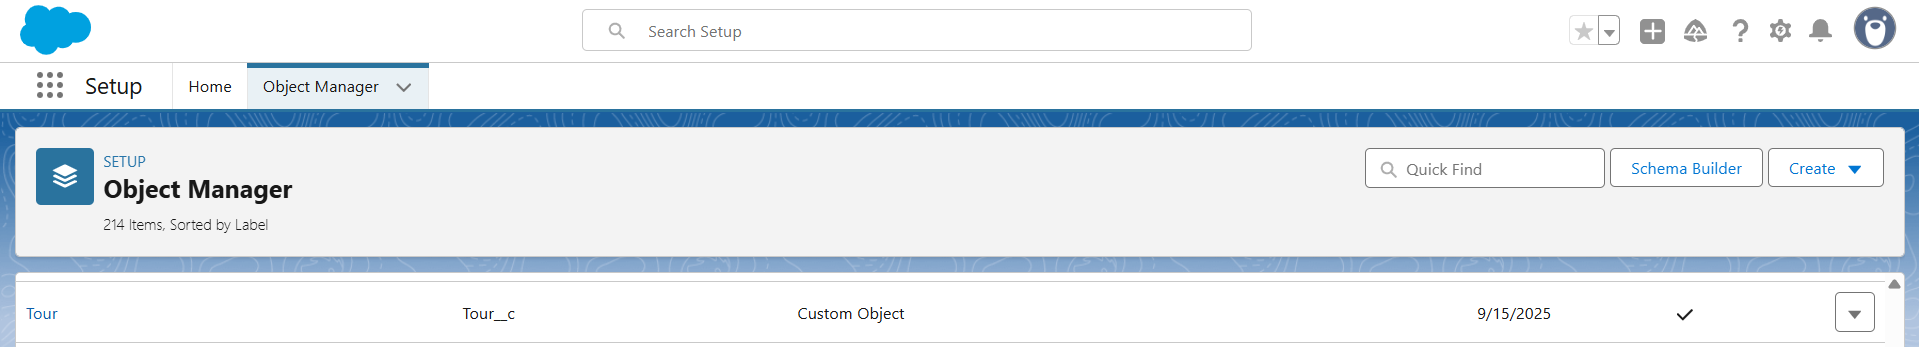 Search Setup
Setup Home Object Manager
SETUP
Object Manager
214 Items, Sorted by Label
Quick Find Schema Builder Create
Tour Tour__c Custom Object 9/15/2025